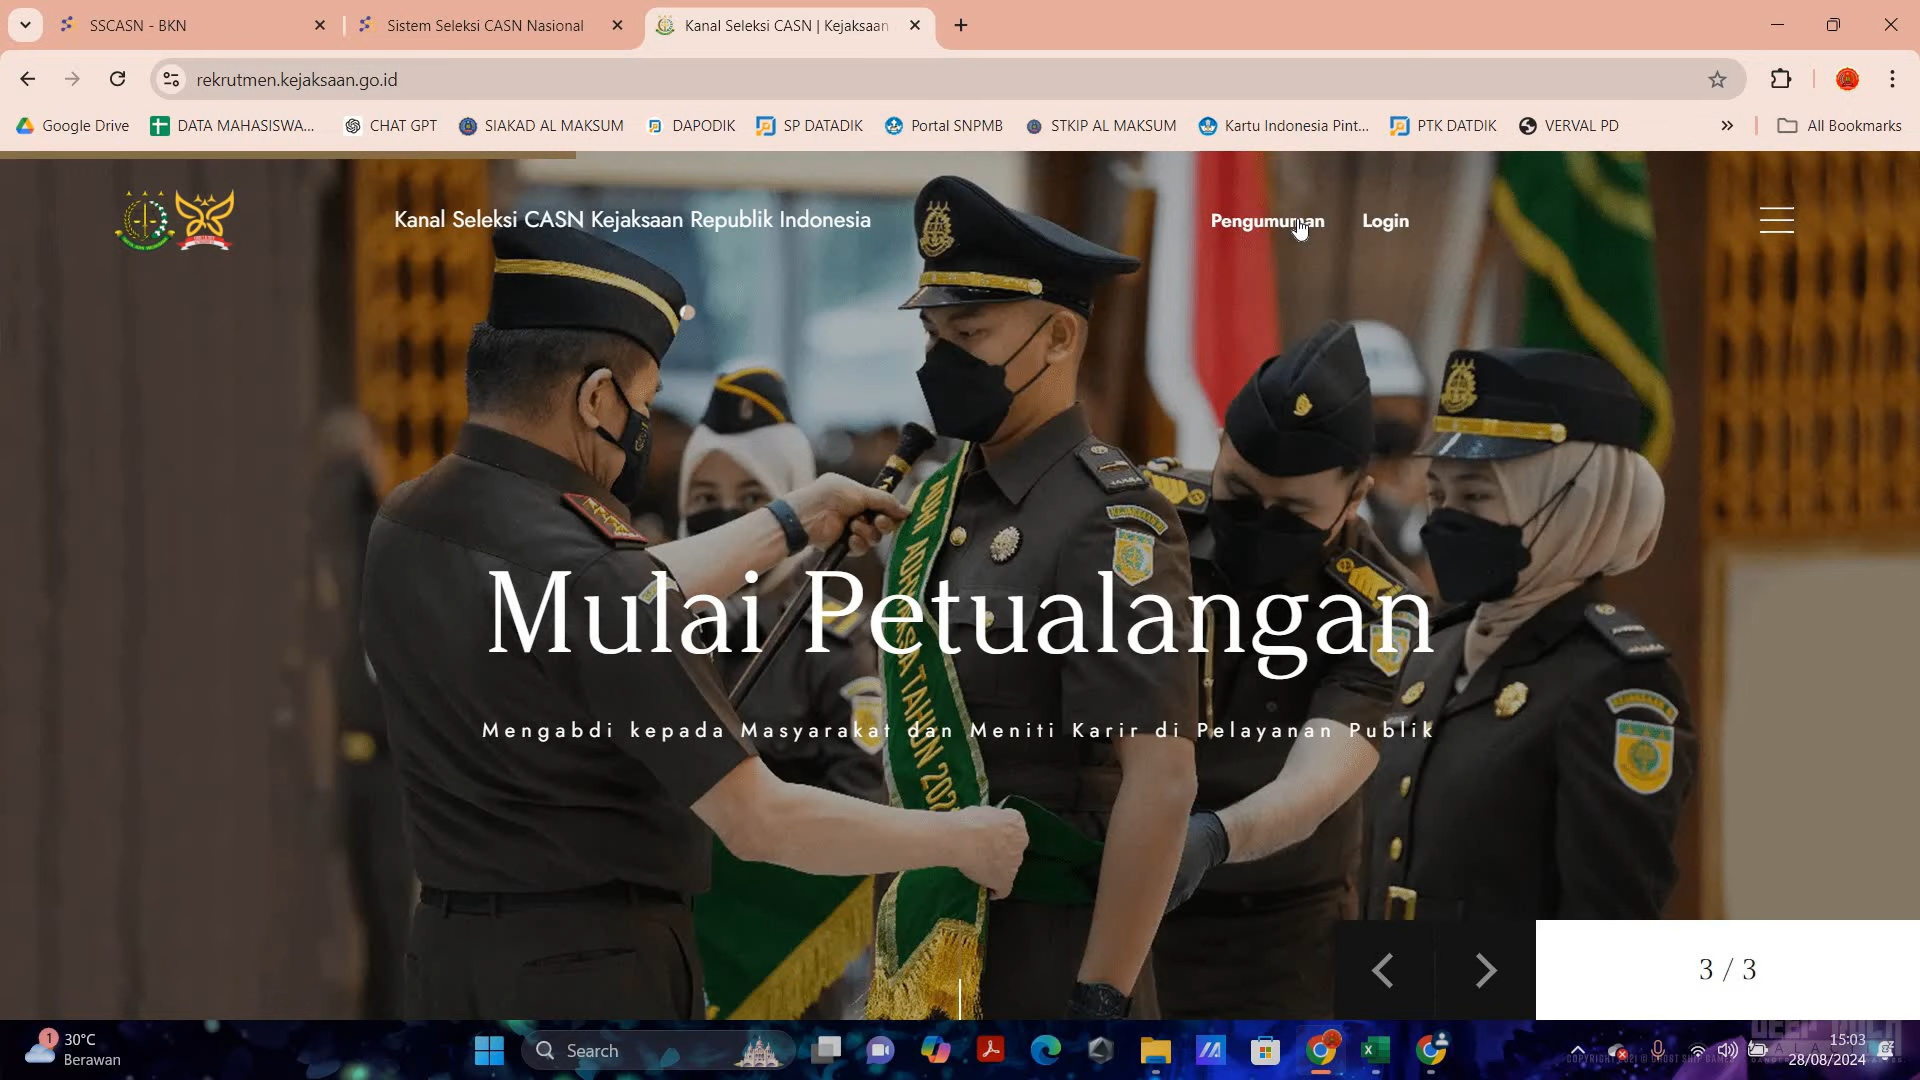 SSCASN - BKN
Sistem Seleksi CASN Nasional
Kanal Seleksi CASN | Kejaksaan
rekrutmen.kejaksaan.go.id
Google Drive
DATA MAHASISWA...
CHAT GPT
SIAKAD AL MAKSUM
DAPODIK
SP DATADIK
Portal SNPMB
STKIP AL MAKSUM
Kartu Indonesia Pint...
PTK DATDIK
VERVAL PD
All Bookmarks
Kanal Seleksi CASN Kejaksaan Republik Indonesia
Pengumuman
Login
Mulai Petualangan
Mengabdi kepada Masyarakat dan Meniti Karir di Pelayanan Publik
3 / 3
1
30°C
Berawan
Search
15:03
28/08/2024